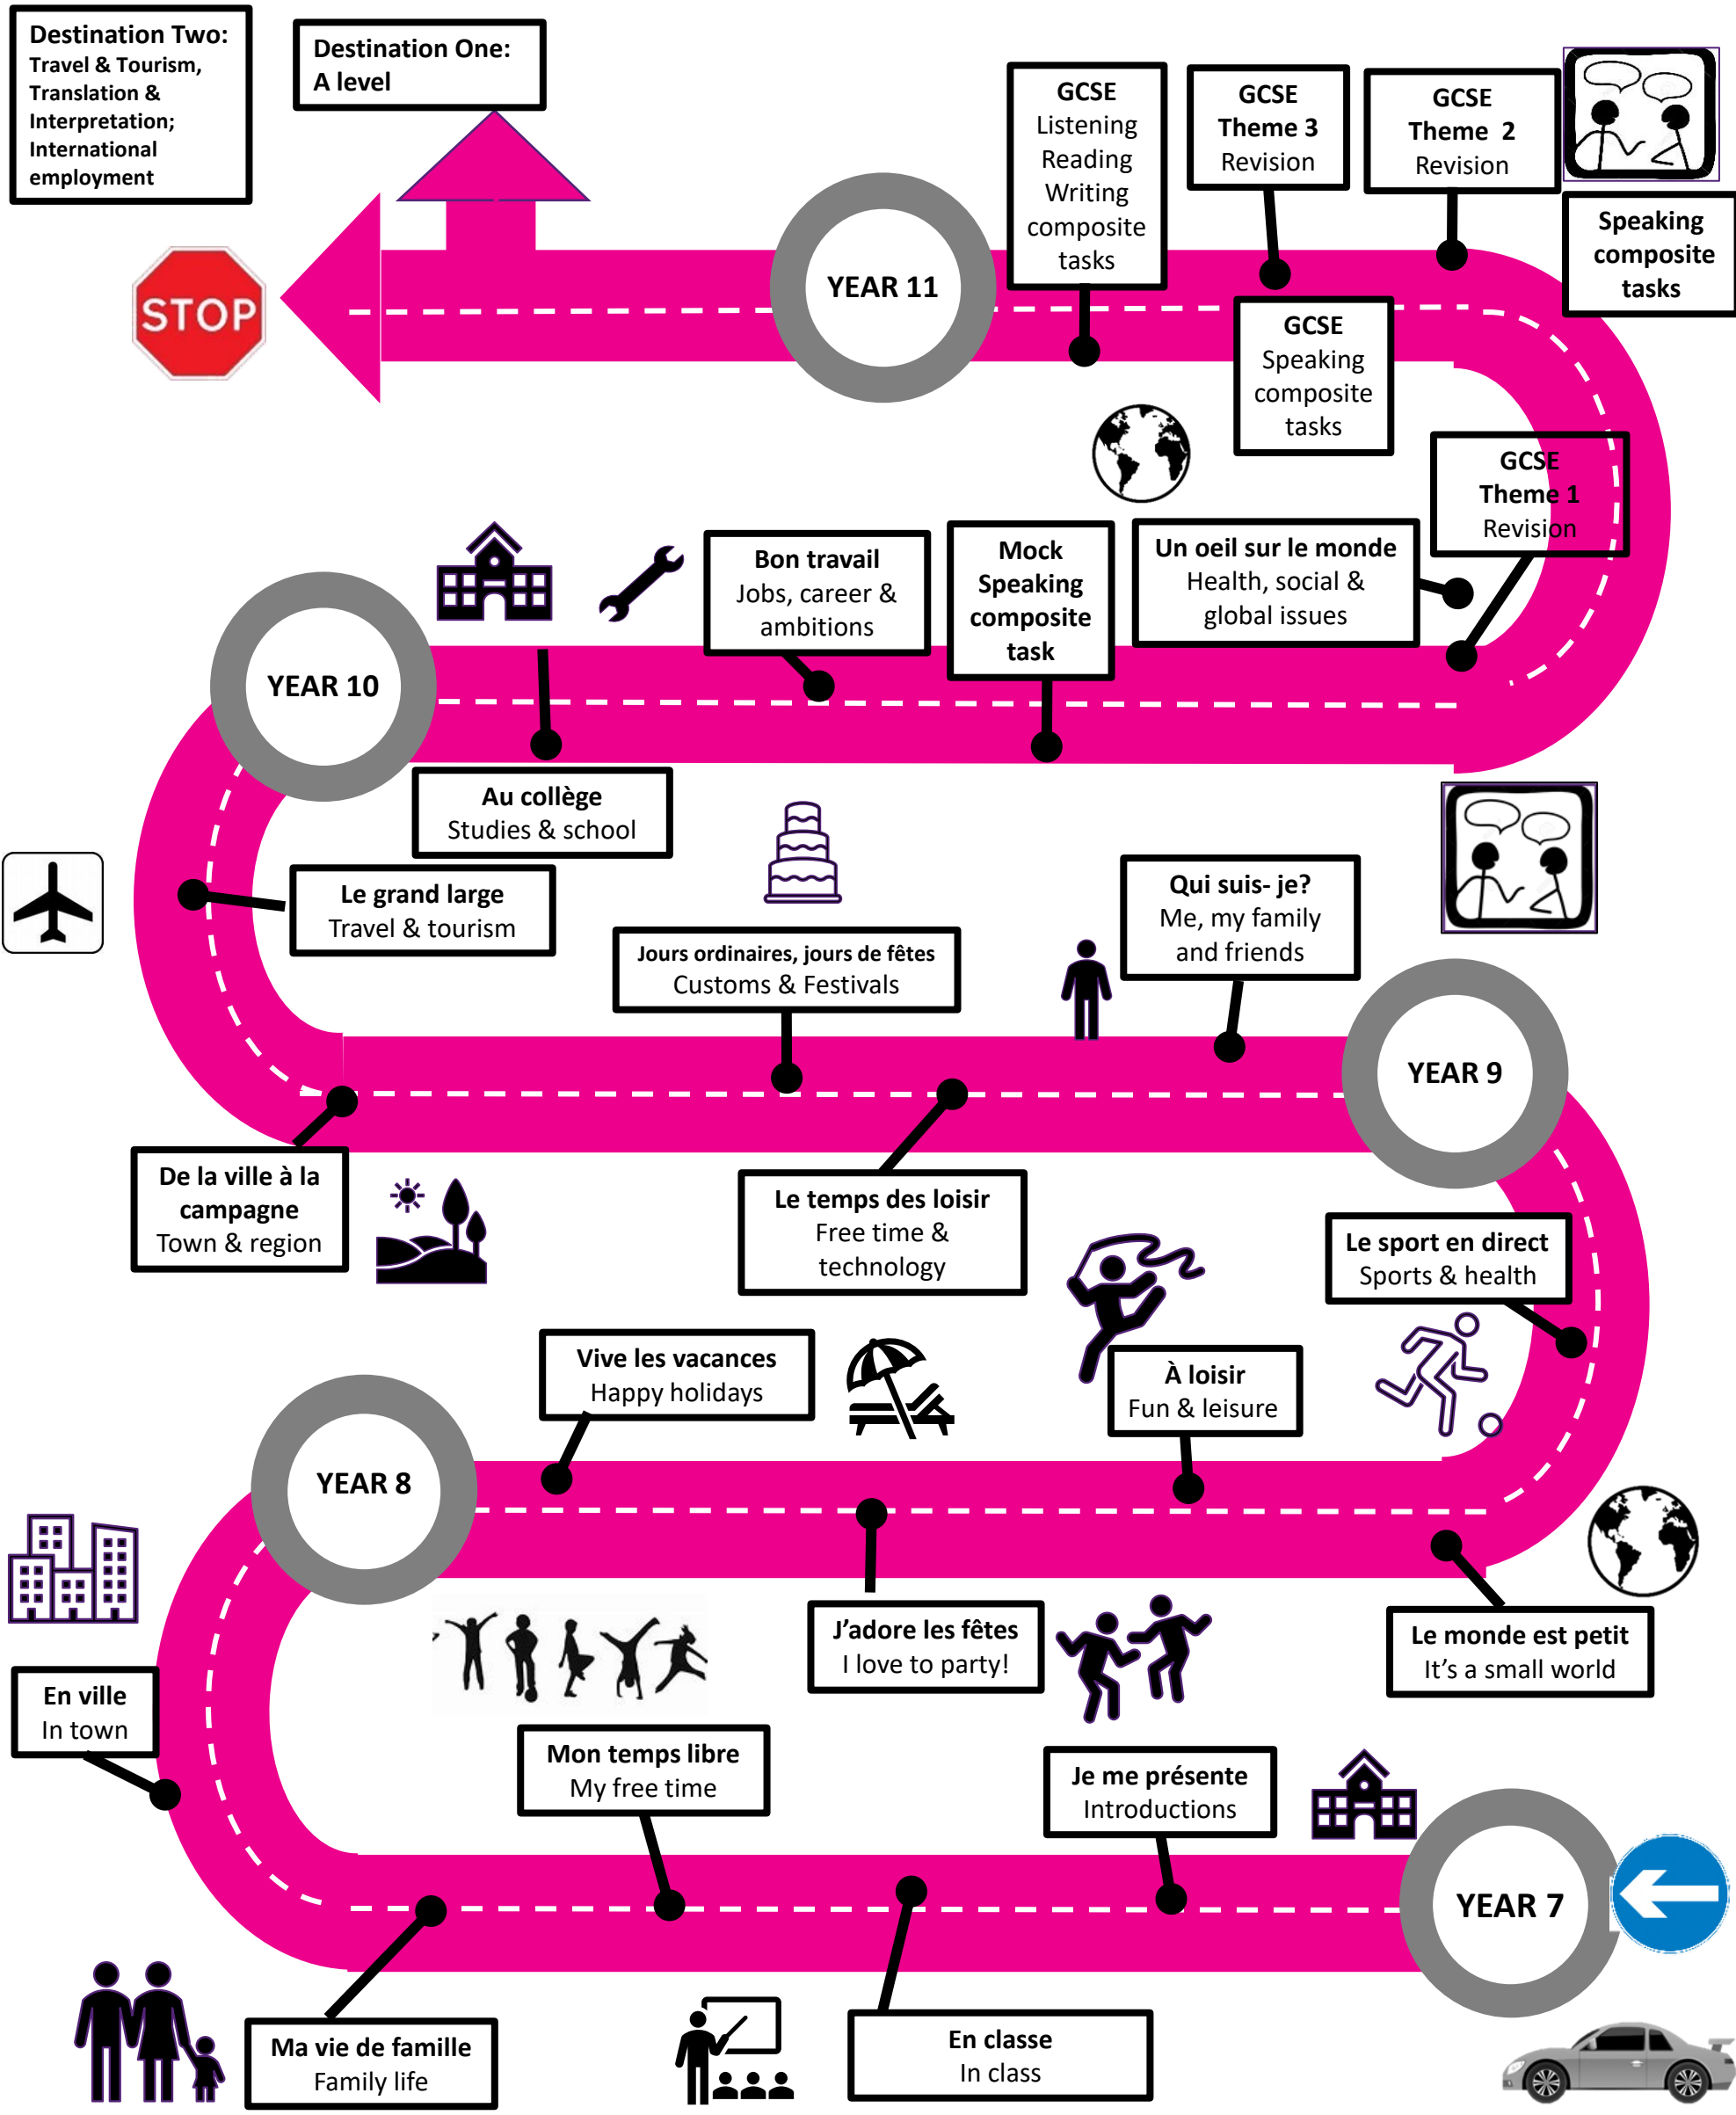 Destination Two:
Travel & Tourism,
Translation &
Interpretation;
International
employment
Destination One:
A level
GCSE
Listening
Reading
Writing
composite
tasks
GCSE
Theme 3
Revision
GCSE
Theme 2
Revision
Speaking
composite
tasks
STOP
YEAR 11
GCSE
Speaking
composite
tasks
GCSE
Theme 1
Revision
Bon travail
Jobs, career &
ambitions
Mock
Speaking
composite
task
Un oeil sur le monde
Health, social &
global issues
YEAR 10
Au collège
Studies & school
Le grand large
Travel & tourism
Jours ordinaires, jours de fêtes
Customs & Festivals
Qui suis- je?
Me, my family
and friends
YEAR 9
De la ville à la
campagne
Town & region
Le temps des loisir
Free time &
technology
Le sport en direct
Sports & health
Vive les vacances
Happy holidays
À loisir
Fun & leisure
YEAR 8
J'adore les fêtes
I love to party!
Le monde est petit
It's a small world
En ville
In town
Mon temps libre
My free time
Je me présente
Introductions
YEAR 7
Ma vie de famille
Family life
En classe
In class